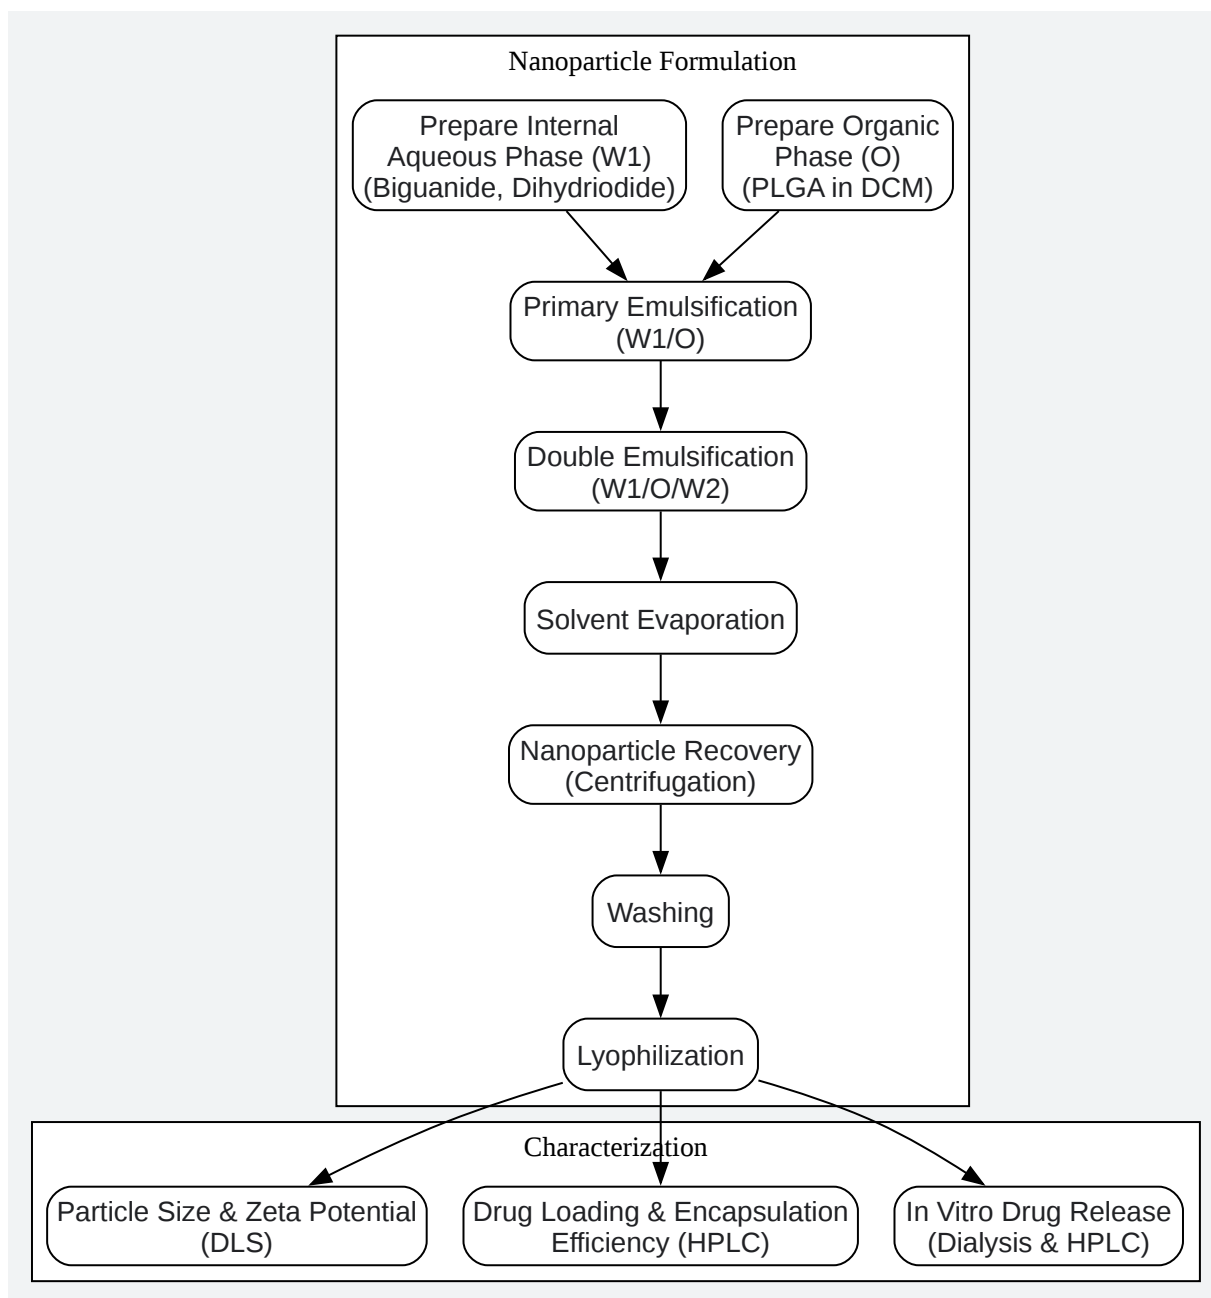 Nanoparticle Formulation
Prepare Internal
Aqueous Phase (W1)
(Biguanide, Dihydriodide)
Prepare Organic
Phase (O)
(PLGA in DCM)
Primary Emulsification
(W1/O)
Double Emulsification
(W1/O/W2)
Solvent Evaporation
Nanoparticle Recovery
(Centrifugation)
Washing
Lyophilization
Characterization
Particle Size & Zeta Potential
(DLS)
Drug Loading & Encapsulation
Efficiency (HPLC)
In Vitro Drug Release
(Dialysis & HPLC)